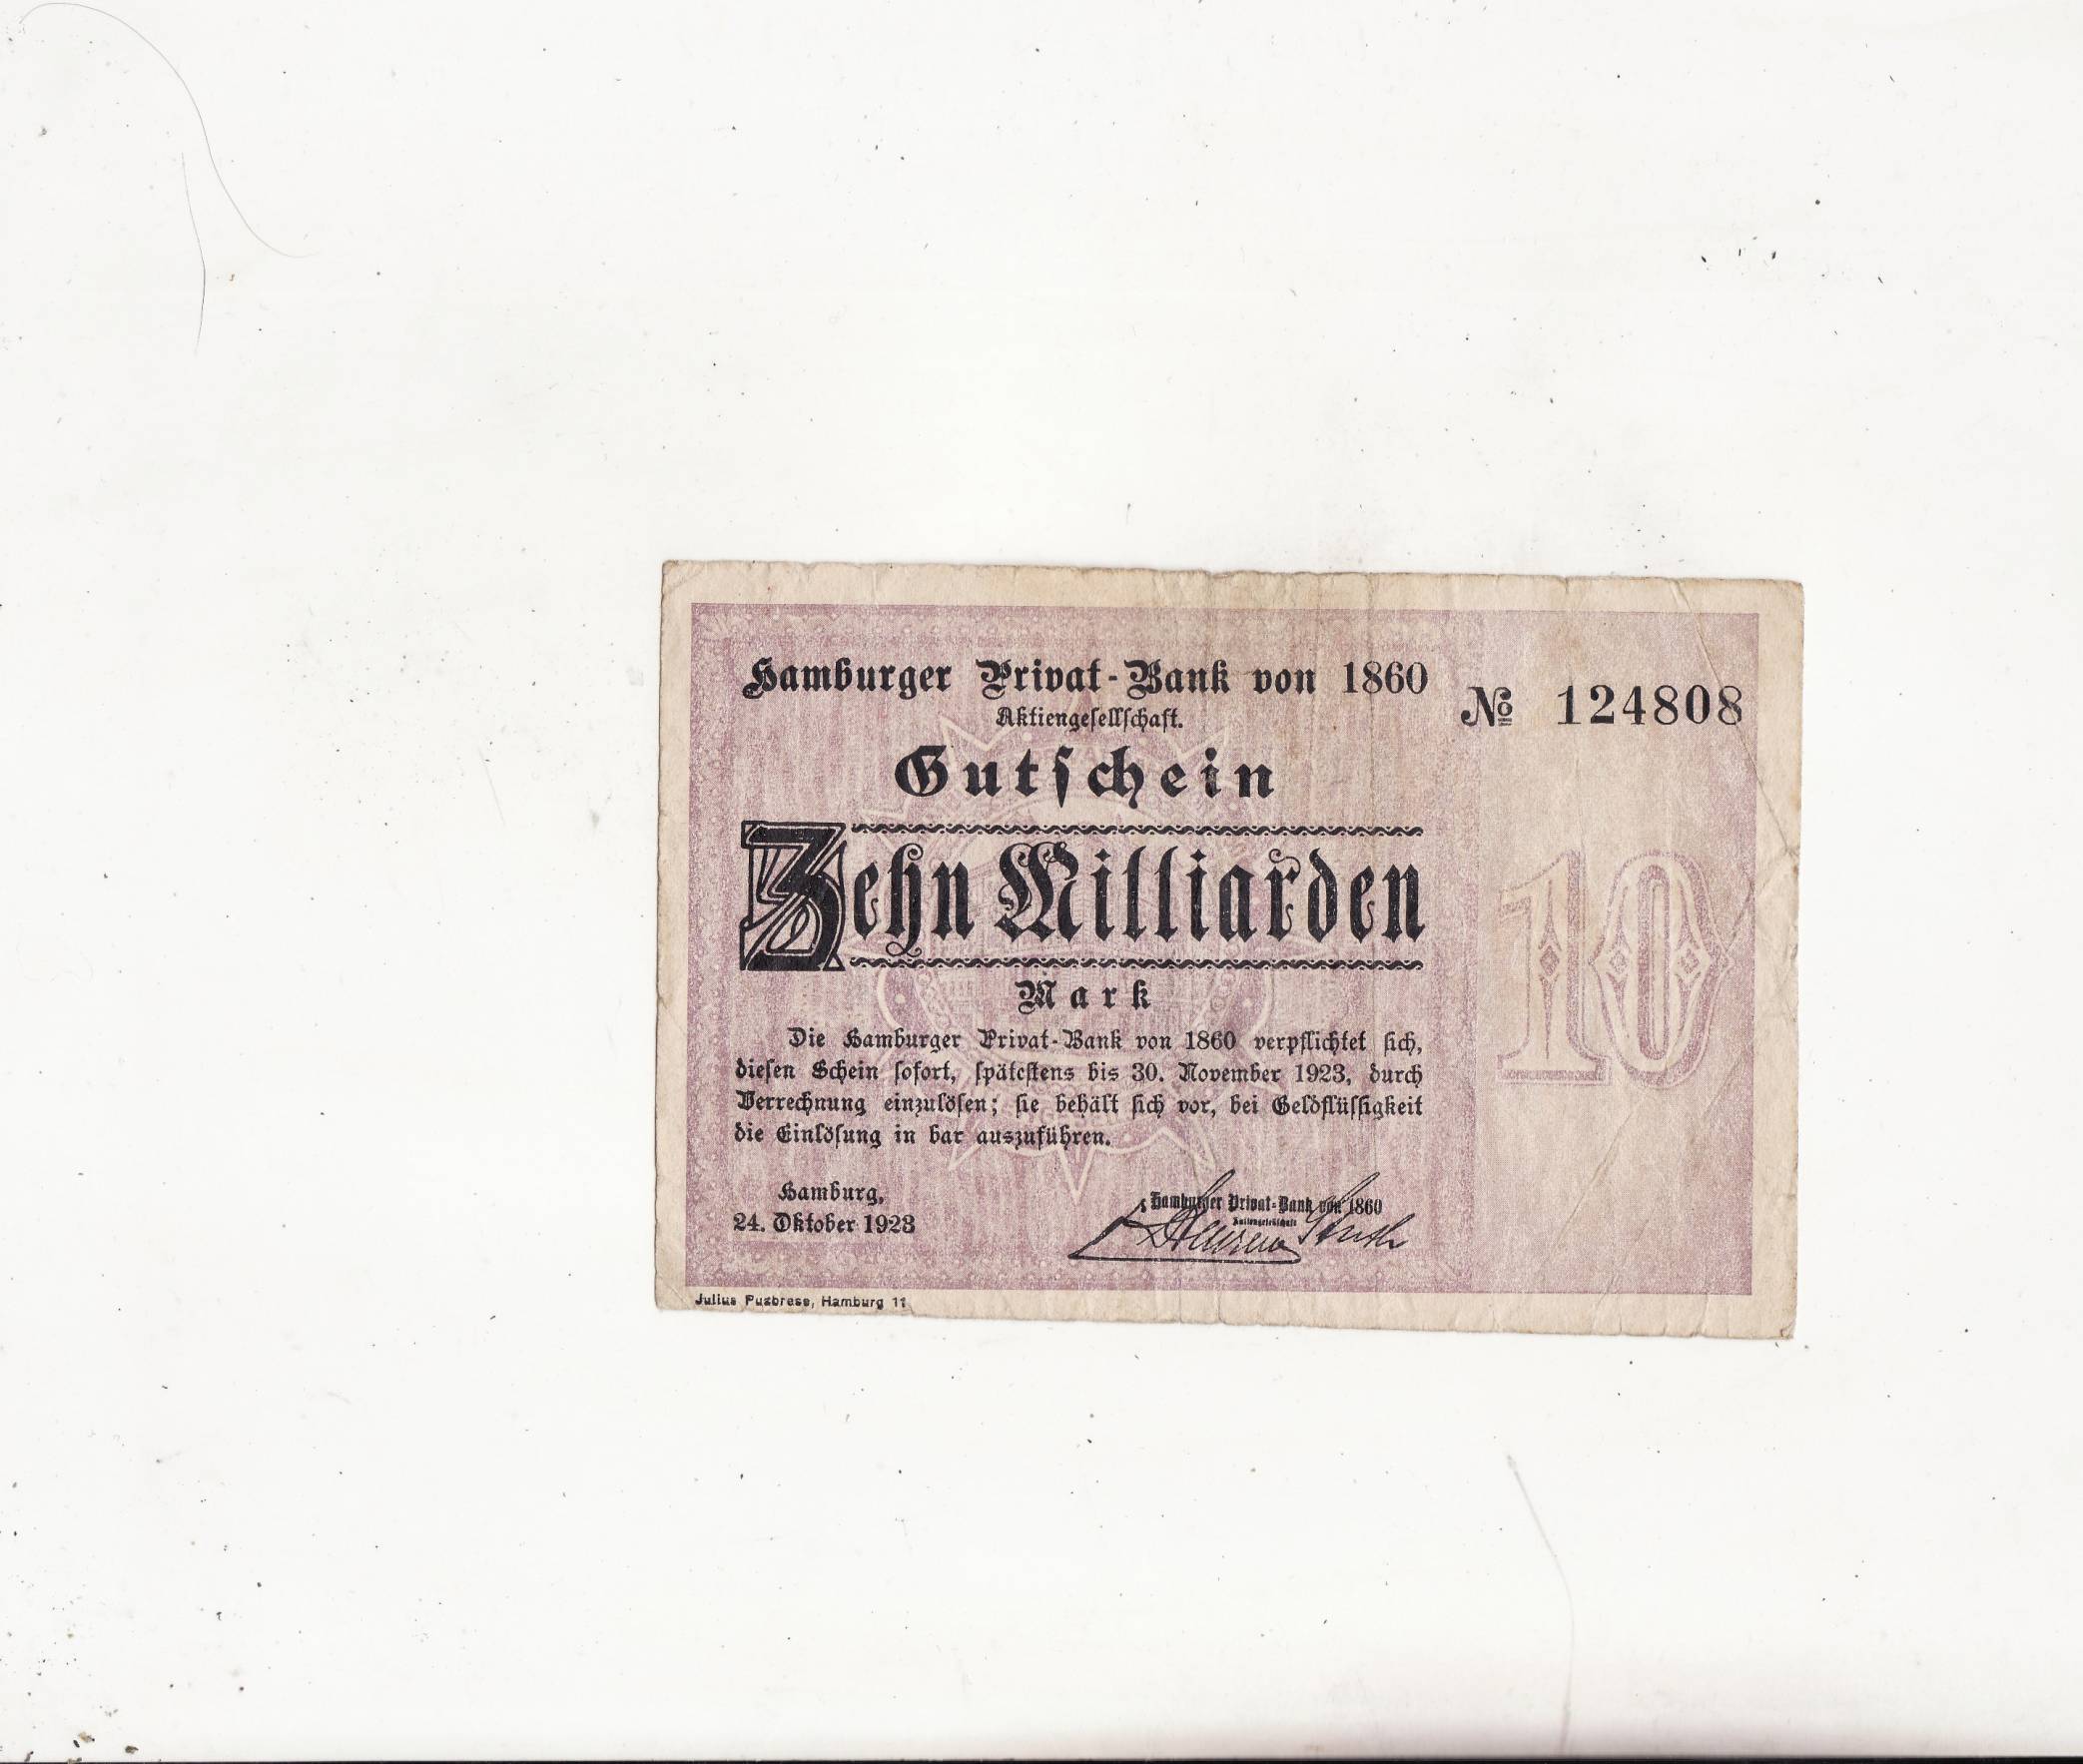 Hamburger Privat-Bank von 1860
Aktiengesellschaft.
№ 124808
Gutschein
Zehn Milliarden
Mark
10
Die Hamburger Privat-Bank von 1860 verpflichtet sich,
diesen Schein sofort, spätestens bis 30. November 1923, durch
Verrechnung einzulösen; sie behält sich vor, bei Geldflüssigkeit
die Einlösung in bar auszuführen.
Hamburg,
24. Oktober 1923
Hamburger Privat-Bank von 1860
Aktiengesellschaft
Julius Puzbrese, Hamburg 11